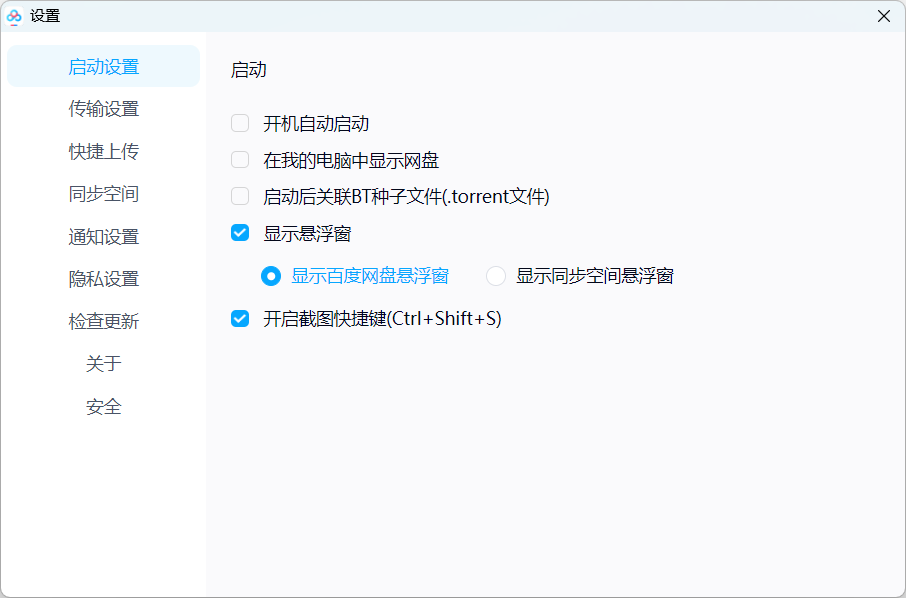 设置
启动设置
传输设置
快捷上传
同步空间
通知设置
隐私设置
检查更新
关于
安全
启动
开机自动启动
在我的电脑中显示网盘
启动后关联BT种子文件(.torrent文件)
显示悬浮窗
显示百度网盘悬浮窗 显示同步空间悬浮窗
开启截图快捷键(Ctrl+Shift+S)